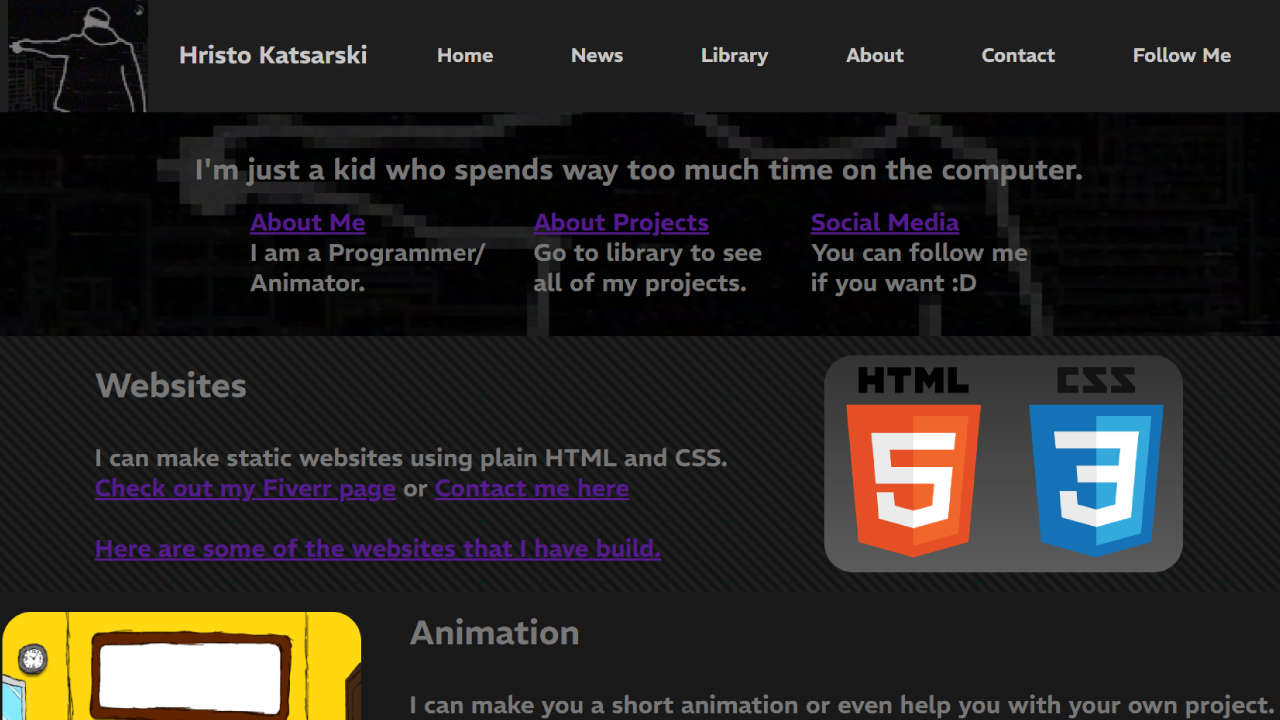 Hristo Katsarski
Home
News
Library
About
Contact
Follow Me
I'm just a kid who spends way too much time on the computer.
About Me
I am a Programmer/
Animator.
About Projects
Go to library to see
all of my projects.
Social Media
You can follow me
if you want :D
Websites
I can make static websites using plain HTML and CSS.
Check out my Fiverr page or Contact me here
Here are some of the websites that I have build.
HTML
5
CSS
3
Animation
I can make you a short animation or even help you with your own project.